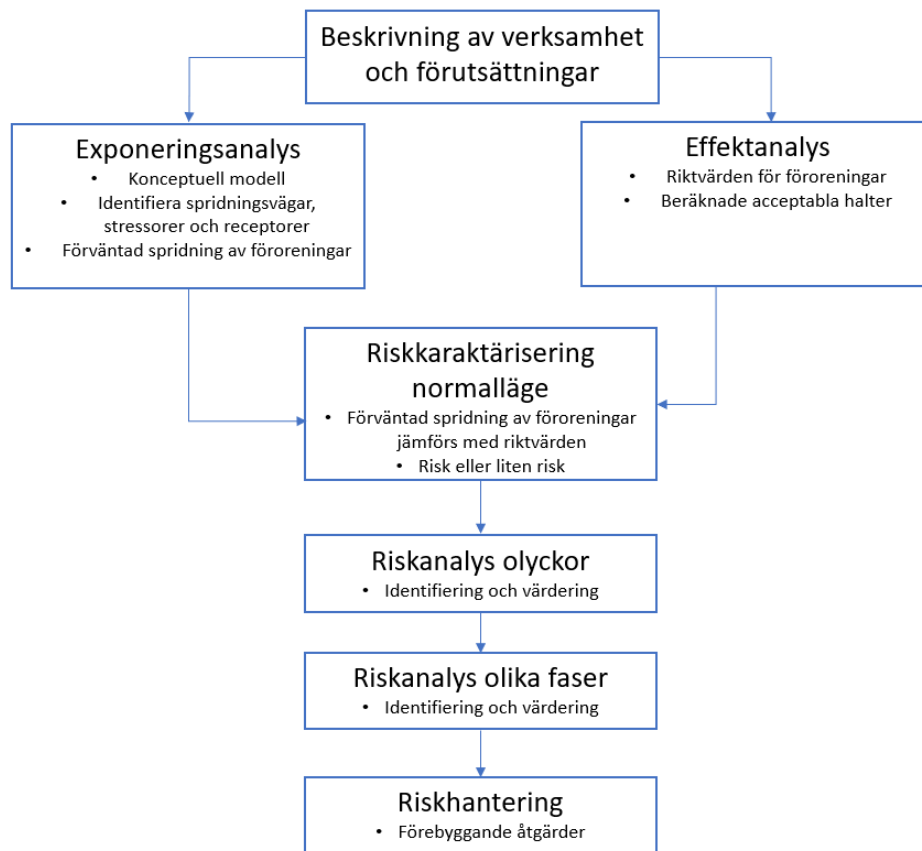 Beskrivning av verksamhet
och förutsättningar
Exponeringsanalys
• Konceptuell modell
• Identifiera spridningsvägar,
stressorer och receptorer
• Förväntad spridning av föroreningar
Effektanalys
• Riktvärden för föroreningar
• Beräknade acceptabla halter
Riskkaraktärisering
normalläge
• Förväntad spridning av föroreningar
jämförs med riktvärden
• Risk eller liten risk
Riskanalys olyckor
• Identifiering och värdering
Riskanalys olika faser
• Identifiering och värdering
Riskhantering
• Förebyggande åtgärder